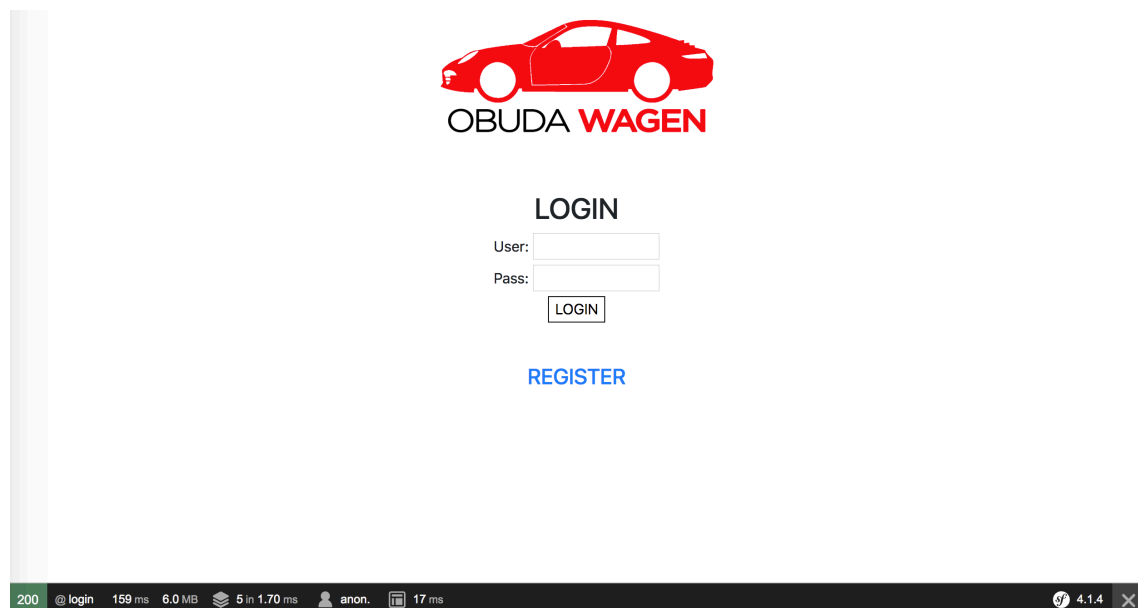 OBUDA WAGEN
LOGIN
User:
Pass:
LOGIN
REGISTER
200 @ login 159 ms 6.0 MB 5 in 1.70 ms anon. 17 ms sf 4.1.4